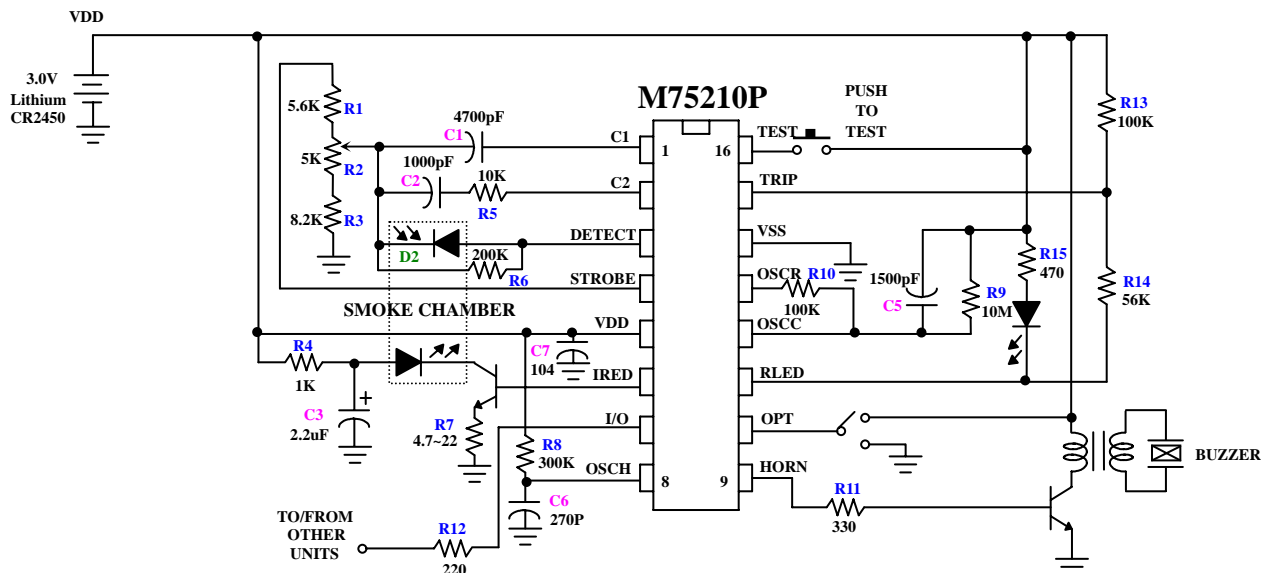 VDD
3.0V
Lithium
CR2450
5.6K
R1
5K
R2
8.2K
R3
4700pF
C1
1000pF
C2
10K
R5
D2
200K
R6
SMOKE CHAMBER
R4
1K
C3
+
2.2uF
R7
4.7~22
C7
104
R8
300K
C6
270P
TO/FROM
OTHER
UNITS
R12
220
M75210P
C1
1
C2
DETECT
STROBE
VDD
IRED
I/O
OSCH
8
16
TEST
TRIP
VSS
OSCR
OSCC
RLED
OPT
HORN
9
PUSH
TO
TEST
R10
100K
1500pF
C5
R9
10M
R15
470
R13
100K
R14
56K
R11
330
BUZZER